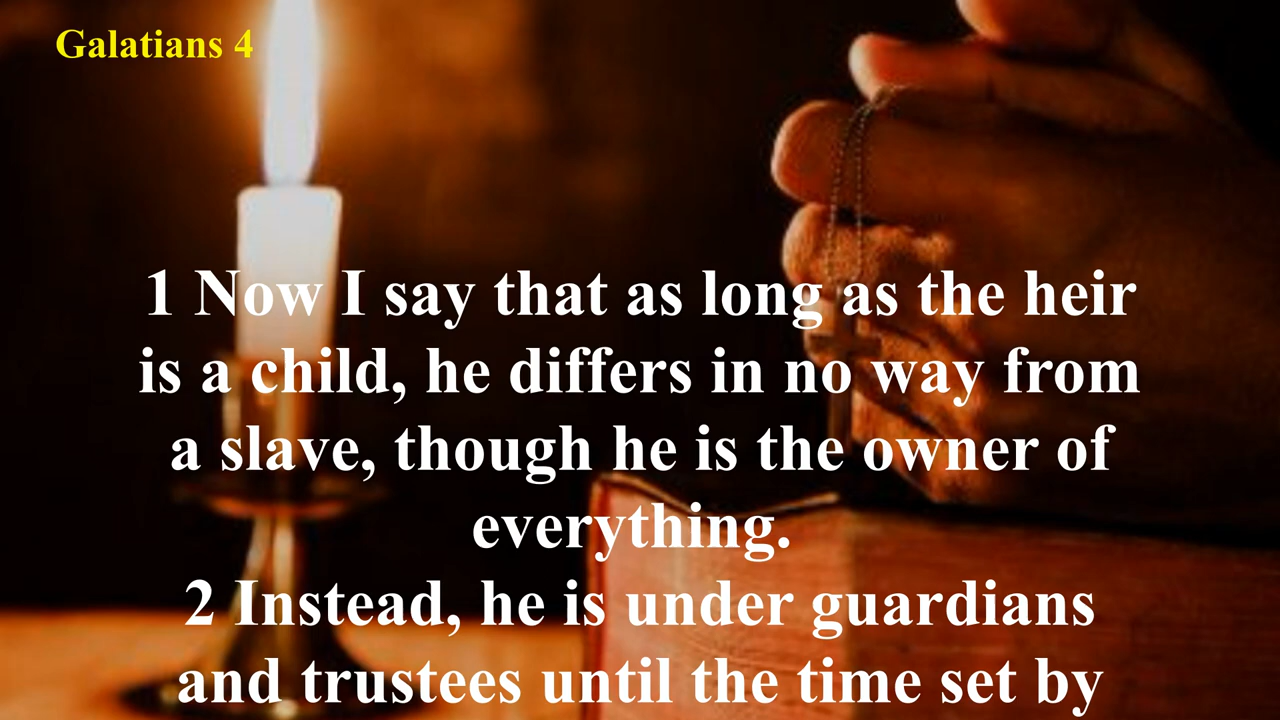 Galatians 4
1 Now I say that as long as the heir
is a child, he differs in no way from
a slave, though he is the owner of
everything.
2 Instead, he is under guardians
and trustees until the time set by